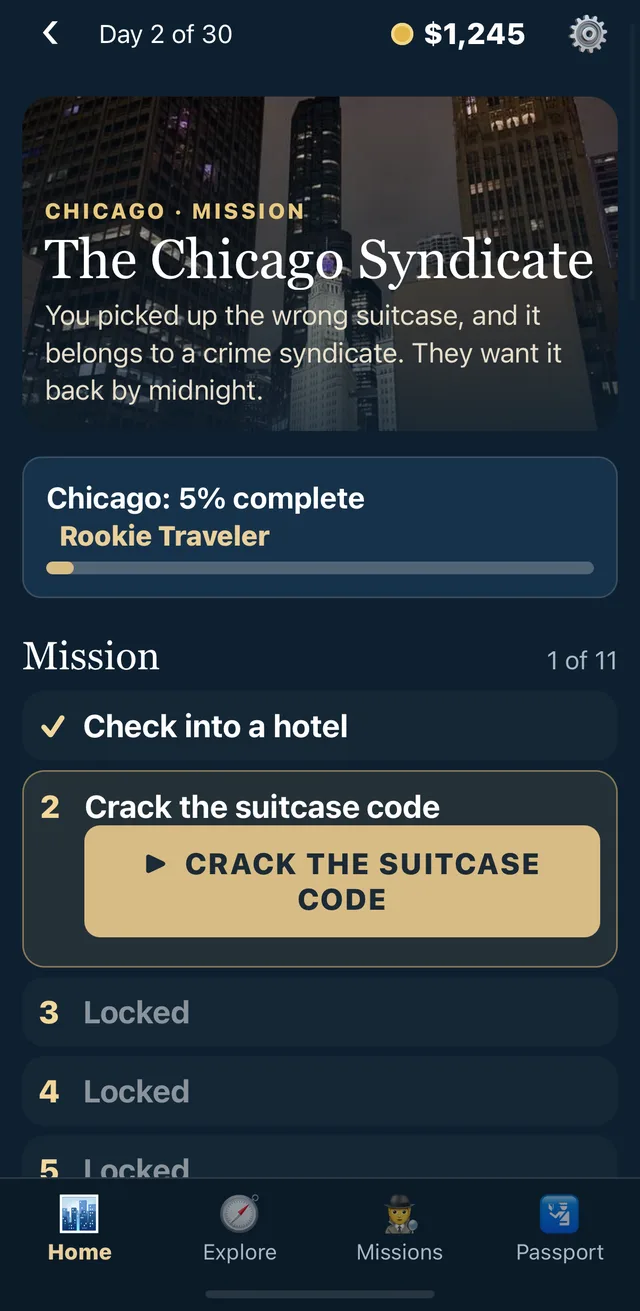 Day 2 of 30
$1,245
CHICAGO · MISSION
The Chicago Syndicate
You picked up the wrong suitcase, and it
belongs to a crime syndicate. They want it
back by midnight.
Chicago: 5% complete
Rookie Traveler
Mission
1 of 11
Check into a hotel
2 Crack the suitcase code
CRACK THE SUITCASE
CODE
3 Locked
4 Locked
5 Locked
Home
Explore
Missions
Passport